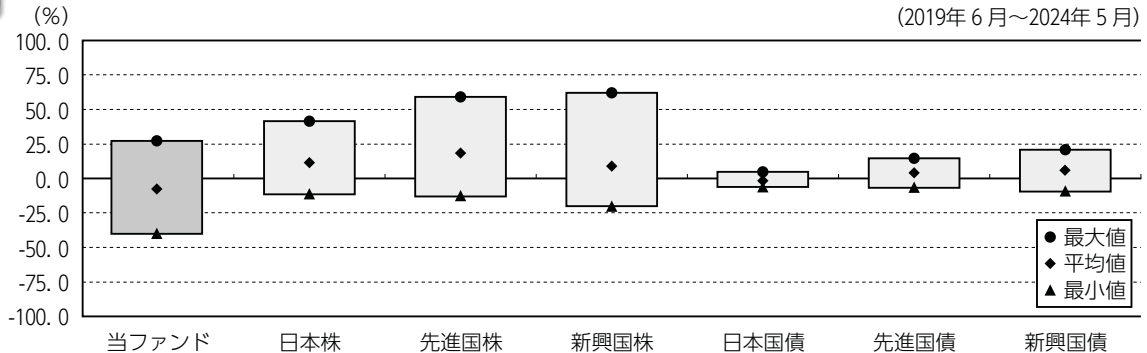 (%)
(2019年6月～2024年5月)
100.0
75.0
50.0
25.0
0.0
-25.0
-50.0
-75.0
-100.0
最大値
平均値
最小値
当ファンド 日本株 先進国株 新興国株 日本国債 先進国債 新興国債